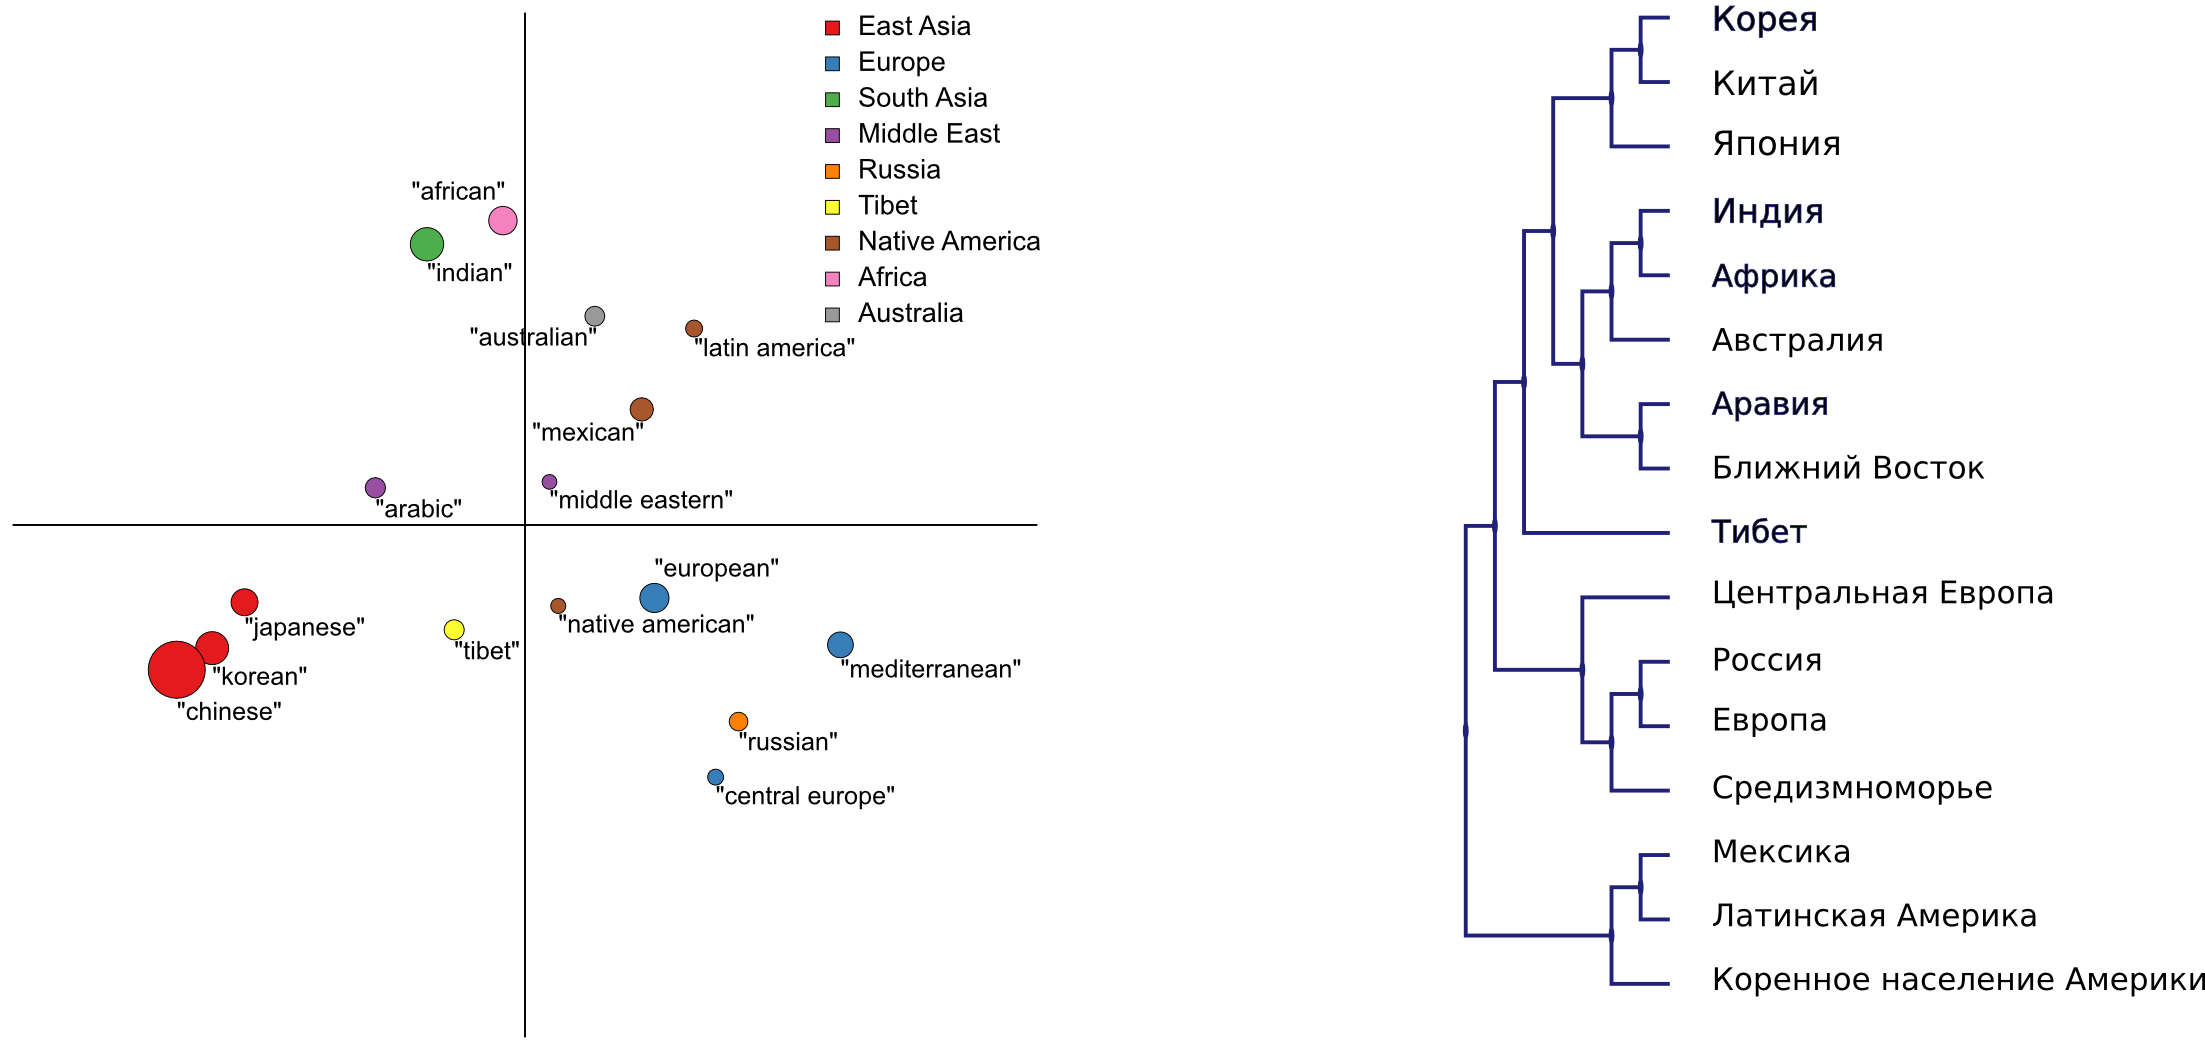 East Asia
Europe
South Asia
Middle East
Russia
Tibet
Native America
Africa
Australia
"african"
"indian"
"australian"
"latin america"
"mexican"
"arabic"
"middle eastern"
"european"
"japanese"
"native american"
"tibet"
"korean"
"mediterranean"
"chinese"
"russian"
"central europe"
Корея
Китай
Япония
Индия
Африка
Австралия
Аравия
Ближний Восток
Тибет
Центральная Европа
Россия
Европа
Средизмноморье
Мексика
Латинская Америка
Коренное население Америки